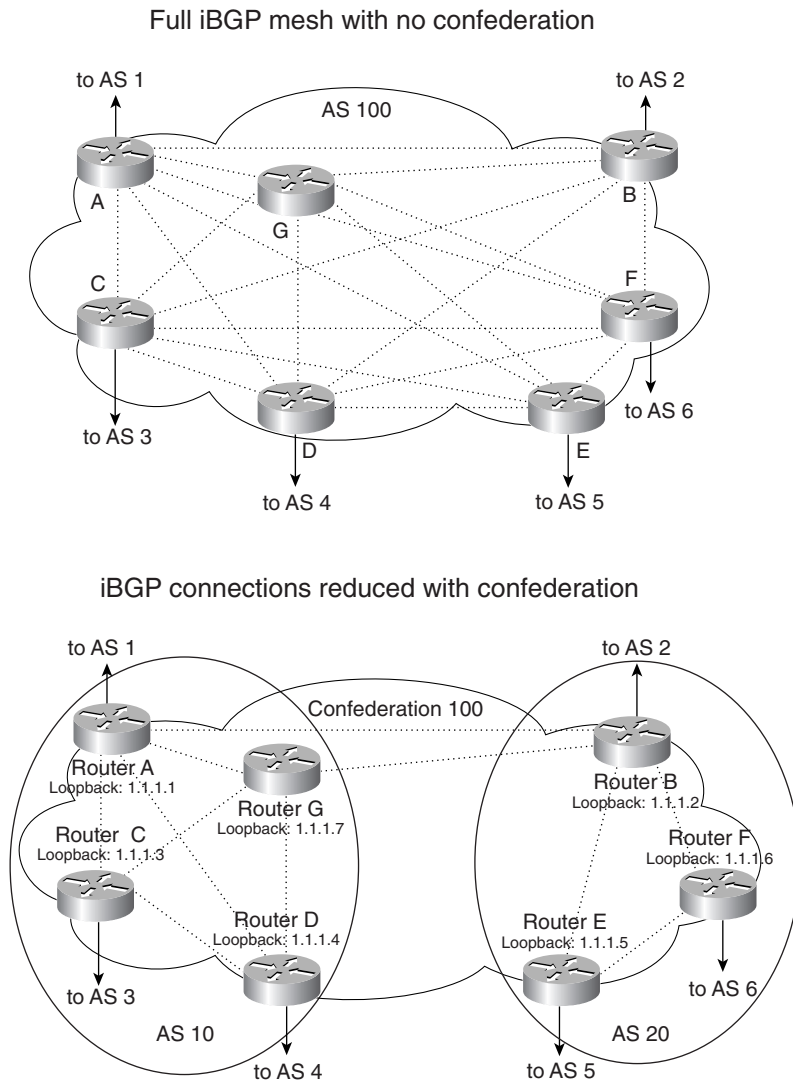 Full iBGP mesh with no confederation
to AS 1
to AS 2
AS 100
A
B
G
C
F
to AS 3
to AS 6
D
E
to AS 4
to AS 5
iBGP connections reduced with confederation
to AS 1
to AS 2
Confederation 100
Router A
Loopback: 1.1.1.1
Router B
Loopback: 1.1.1.2
Router G
Loopback: 1.1.1.7
Router C
Loopback: 1.1.1.3
Router F
Loopback: 1.1.1.6
Router D
Loopback: 1.1.1.4
Router E
Loopback: 1.1.1.5
to AS 3
to AS 6
AS 10
AS 20
to AS 4
to AS 5